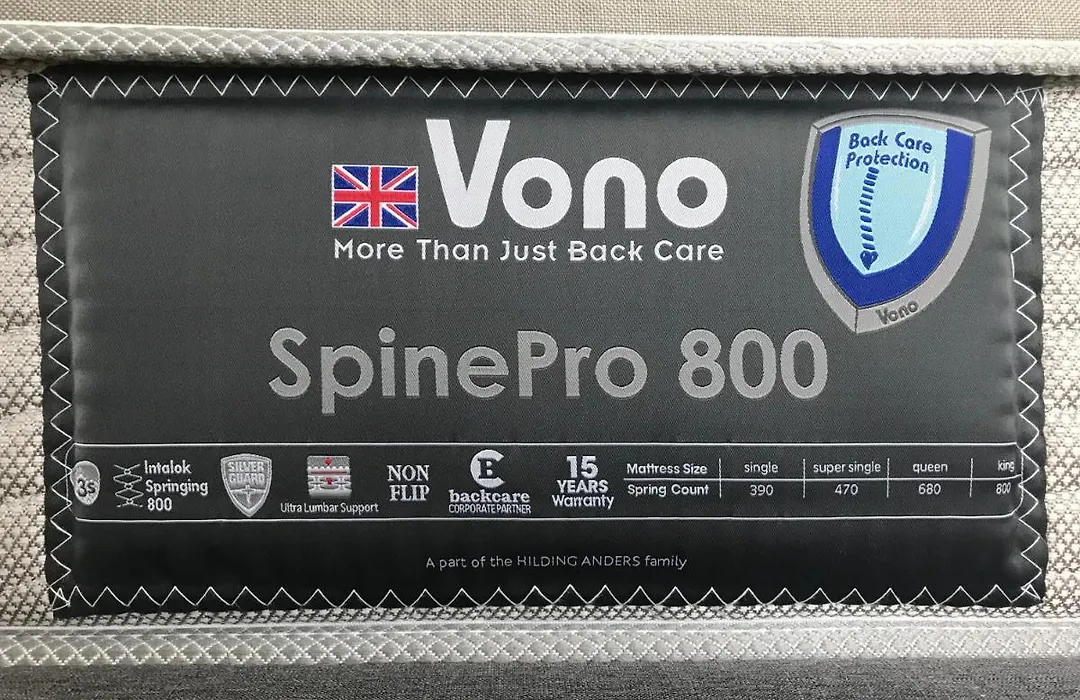 Vono
More Than Just Back Care
Back Care
Protection
Vono
SpinePro 800
3s
Intalok
Springing
800
SILVER
GUARD
Ultra Lumbar Support
NON
FLIP
backcare
CORPORATE PARTNER
15
YEARS
Warranty
Mattress Size single super single queen king
Spring Count 390 470 680 800
A part of the HILDING ANDERS family